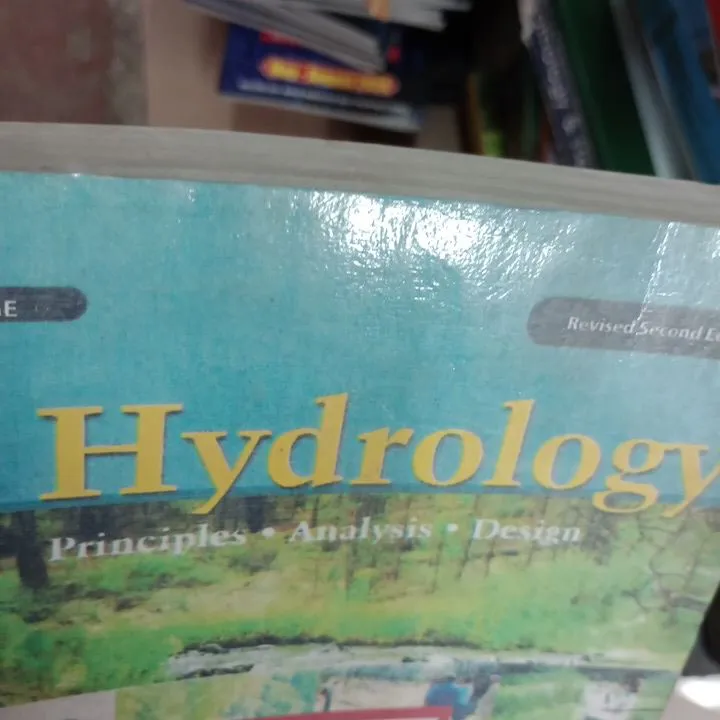 Revised Second
Hydrology
Principles • Analysis • Design